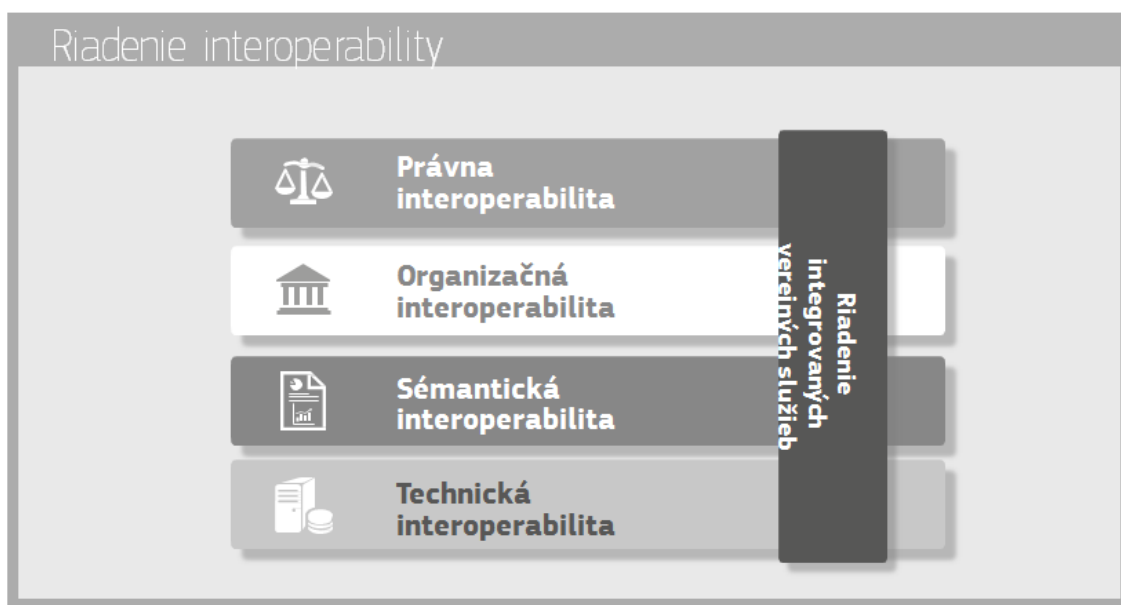 Riadenie interoperability
Právna
interoperabilita
Organizačná
interoperabilita
Sémantická
interoperabilita
Technická
interoperabilita
Riadenie
integrovaných
verejných služieb